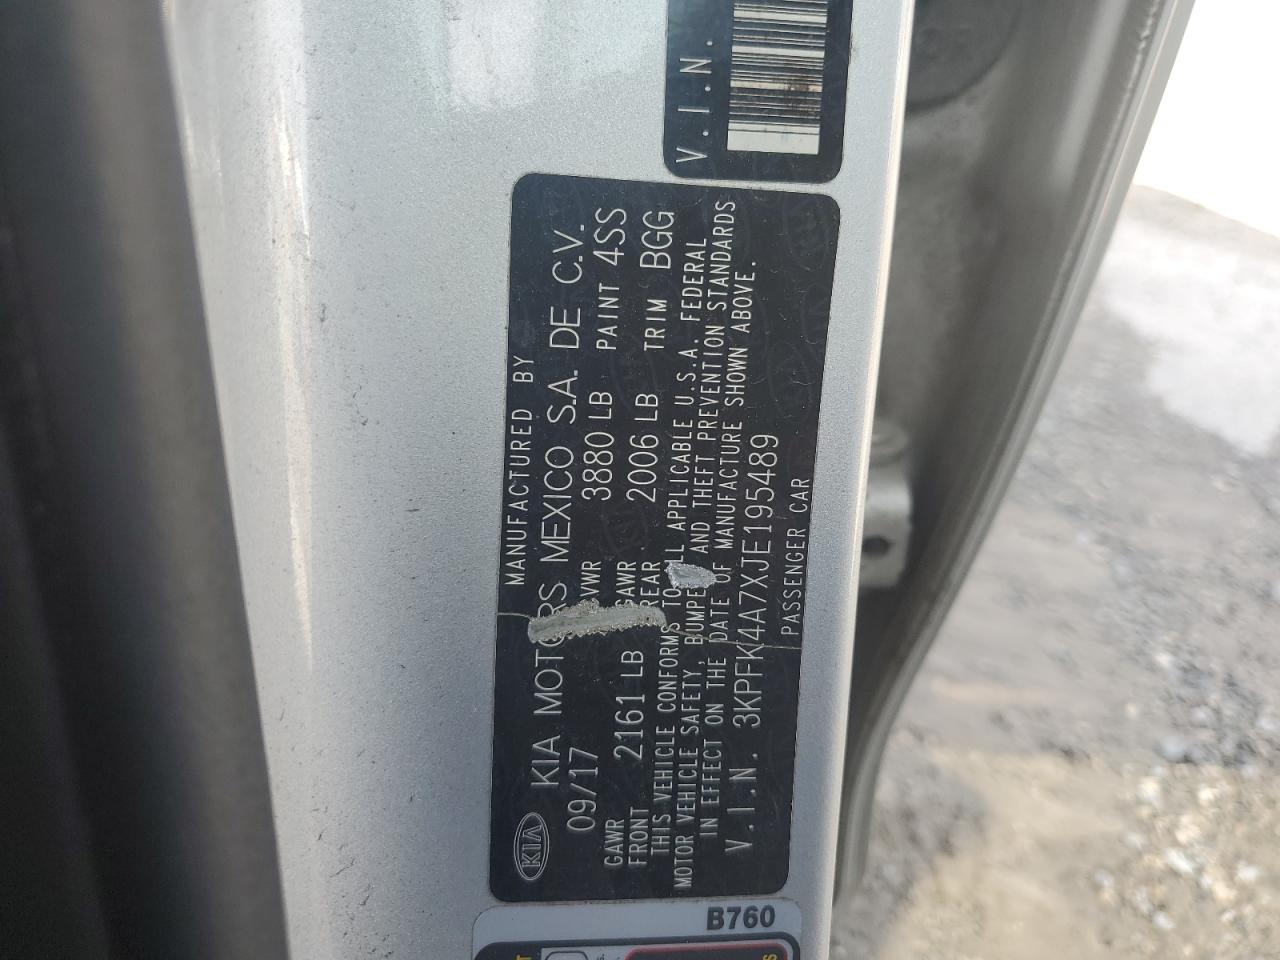 V.I.N.
MANUFACTURED BY
KIA KIA MOTORS MEXICO S.A. DE C.V.
09/17 GVWR 3880 LB PAINT 4SS
GAWR FRONT 2161 LB GAWR REAR 2006 LB TRIM BGG
THIS VEHICLE CONFORMS TO ALL APPLICABLE U.S.A. FEDERAL
MOTOR VEHICLE SAFETY, BUMPER AND THEFT PREVENTION STANDARDS
IN EFFECT ON THE DATE OF MANUFACTURE SHOWN ABOVE.
V.I.N. 3KPFK4A7XJE195489
PASSENGER CAR
B760